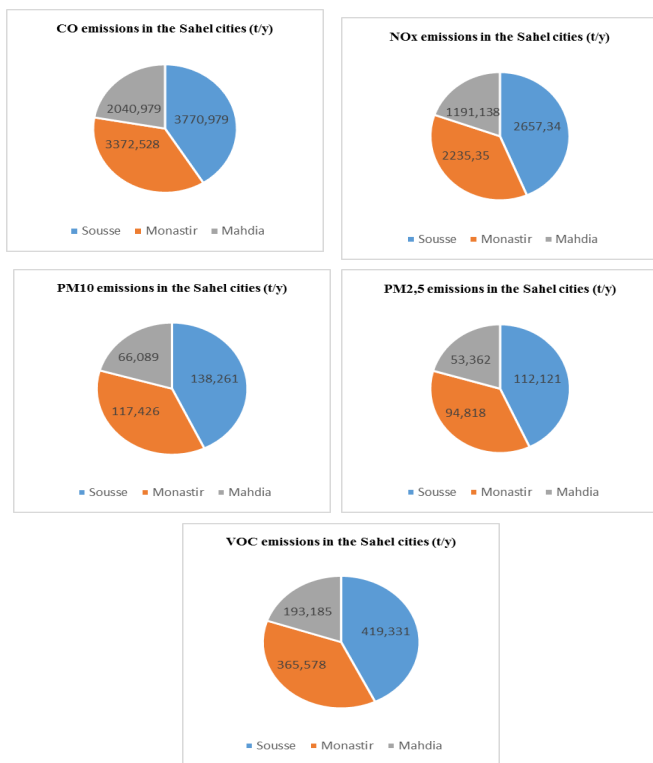 CO emissions in the Sahel cities (t/y)
2040,979
3770,979
3372,528
Sousse Monastir Mahdia
NOx emissions in the Sahel cities (t/y)
1191,138
2657,34
2235,35
Sousse Monastir Mahdia
PM10 emissions in the Sahel cities (t/y)
66,089
138,261
117,426
Sousse Monastir Mahdia
PM2,5 emissions in the Sahel cities (t/y)
53,362
112,121
94,818
Sousse Monastir Mahdia
VOC emissions in the Sahel cities (t/y)
193,185
419,331
365,578
Sousse Monastir Mahdia